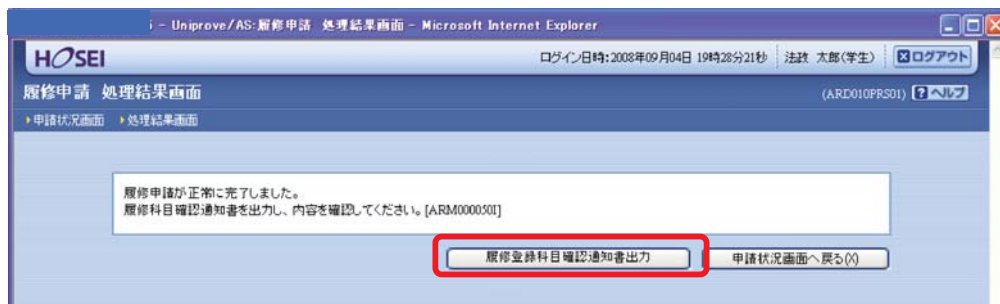 - Uniprove/AS:履修申請 処理結果画面 - Microsoft Internet Explorer
HOSEI
ログイン日時:2008年09月04日 19時28分21秒 法政 太郎(学生) ログアウト
履修申請 処理結果画面
(ARD010PRS01) ? ヘルプ
申請状況画面 処理結果画面
履修申請が正常に完了しました。
履修科目確認通知書を出力し、内容を確認してください。[ARM000050I]
履修登録科目確認通知書出力 申請状況画面へ戻る(X)